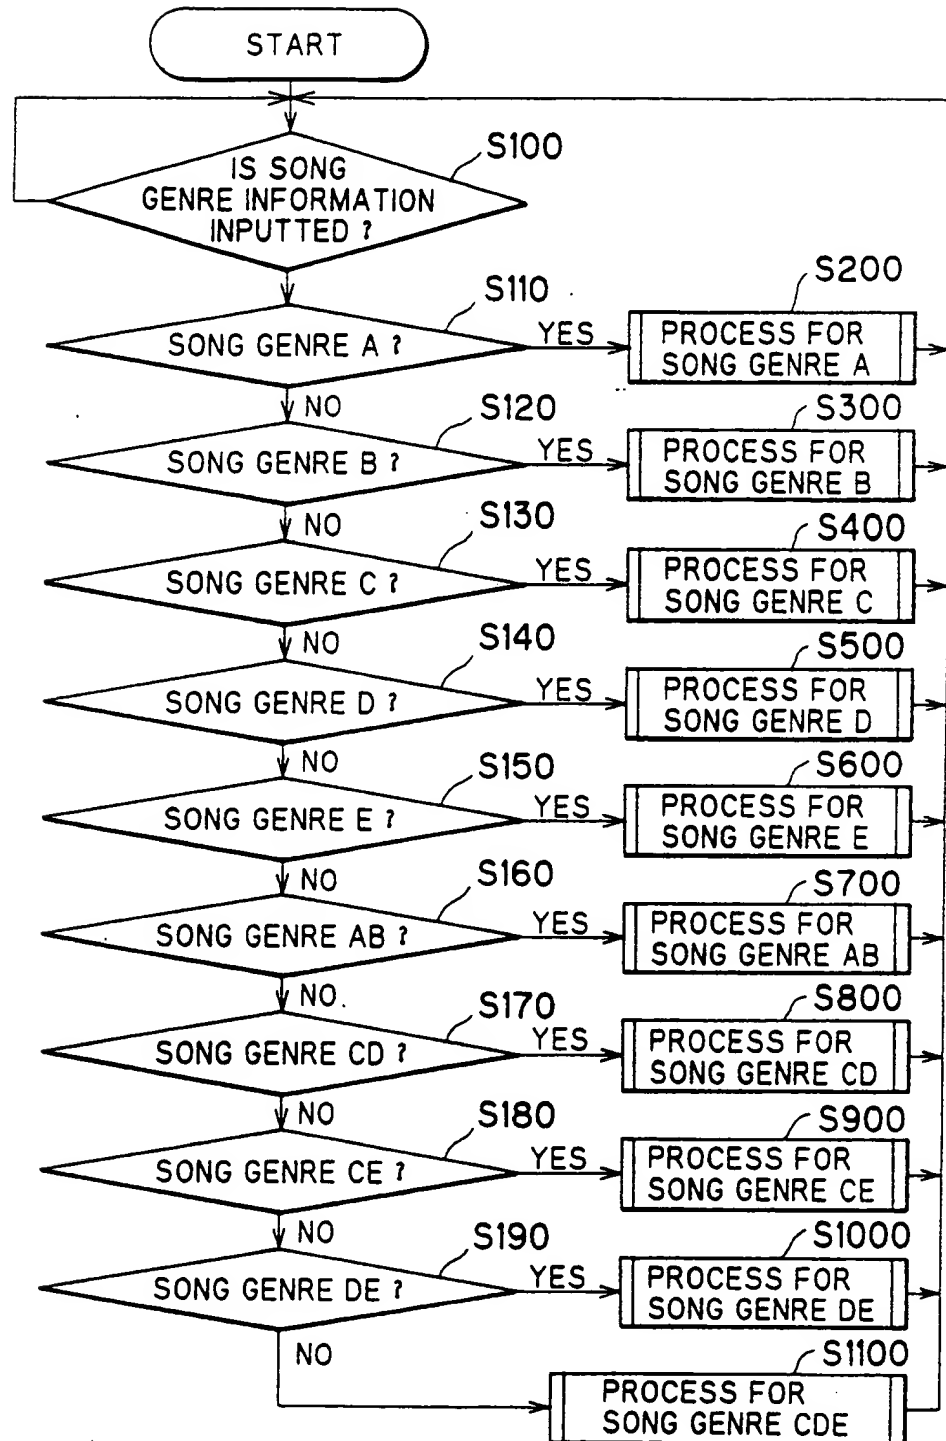 START
S100
IS SONG
GENRE INFORMATION
INPUTTED ?
S110
SONG GENRE A ?
YES
S200
PROCESS FOR
SONG GENRE A
NO
S120
SONG GENRE B ?
YES
S300
PROCESS FOR
SONG GENRE B
NO
S130
SONG GENRE C ?
YES
S400
PROCESS FOR
SONG GENRE C
NO
S140
SONG GENRE D ?
YES
S500
PROCESS FOR
SONG GENRE D
NO
S150
SONG GENRE E ?
YES
S600
PROCESS FOR
SONG GENRE E
NO
S160
SONG GENRE AB ?
YES
S700
PROCESS FOR
SONG GENRE AB
NO
S170
SONG GENRE CD ?
YES
S800
PROCESS FOR
SONG GENRE CD
NO
S180
SONG GENRE CE ?
YES
S900
PROCESS FOR
SONG GENRE CE
NO
S190
SONG GENRE DE ?
YES
S1000
PROCESS FOR
SONG GENRE DE
NO
S1100
PROCESS FOR
SONG GENRE CDE